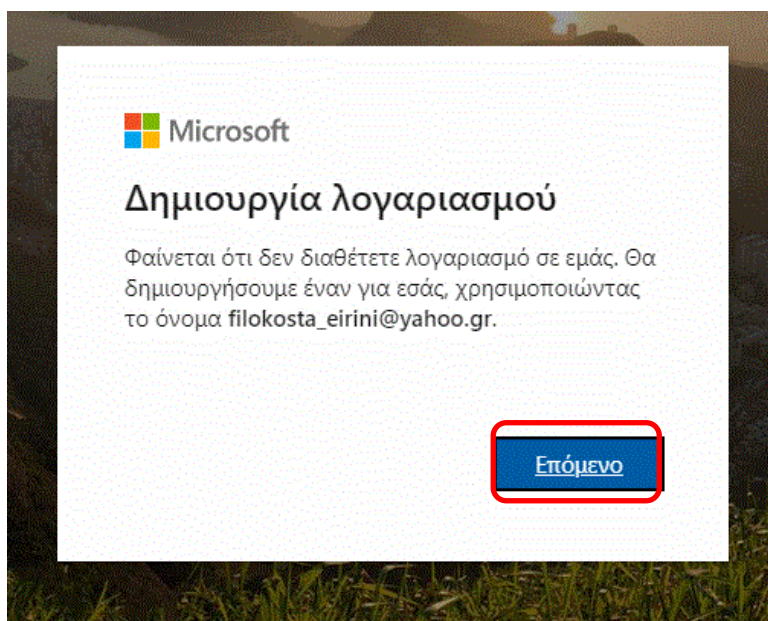 Microsoft
Δημιουργία λογαριασμού
Φαίνεται ότι δεν διαθέτετε λογαριασμό σε εμάς. Θα
δημιουργήσουμε έναν για εσάς, χρησιμοποιώντας
το όνομα filokosta_eirini@yahoo.gr.
Επόμενο